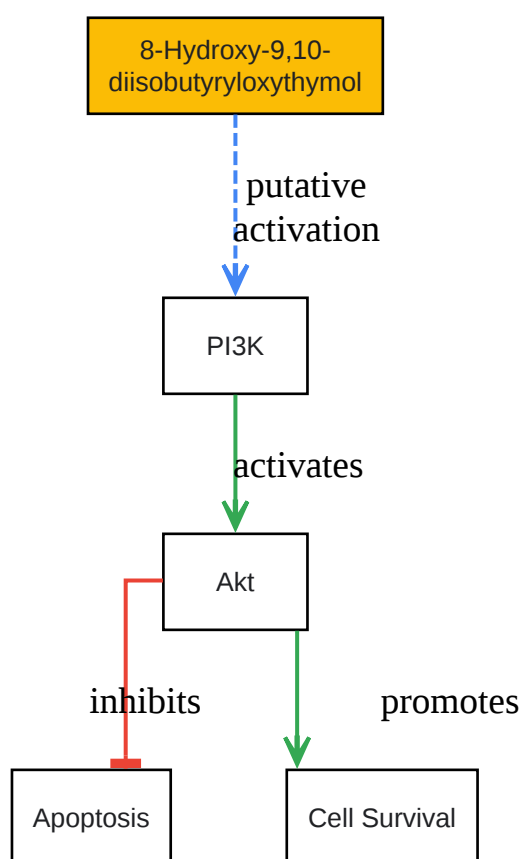 8-Hydroxy-9,10-
diisobutyryloxythymol
putative
activation
PI3K
activates
Akt
inhibits
promotes
Apoptosis
Cell Survival